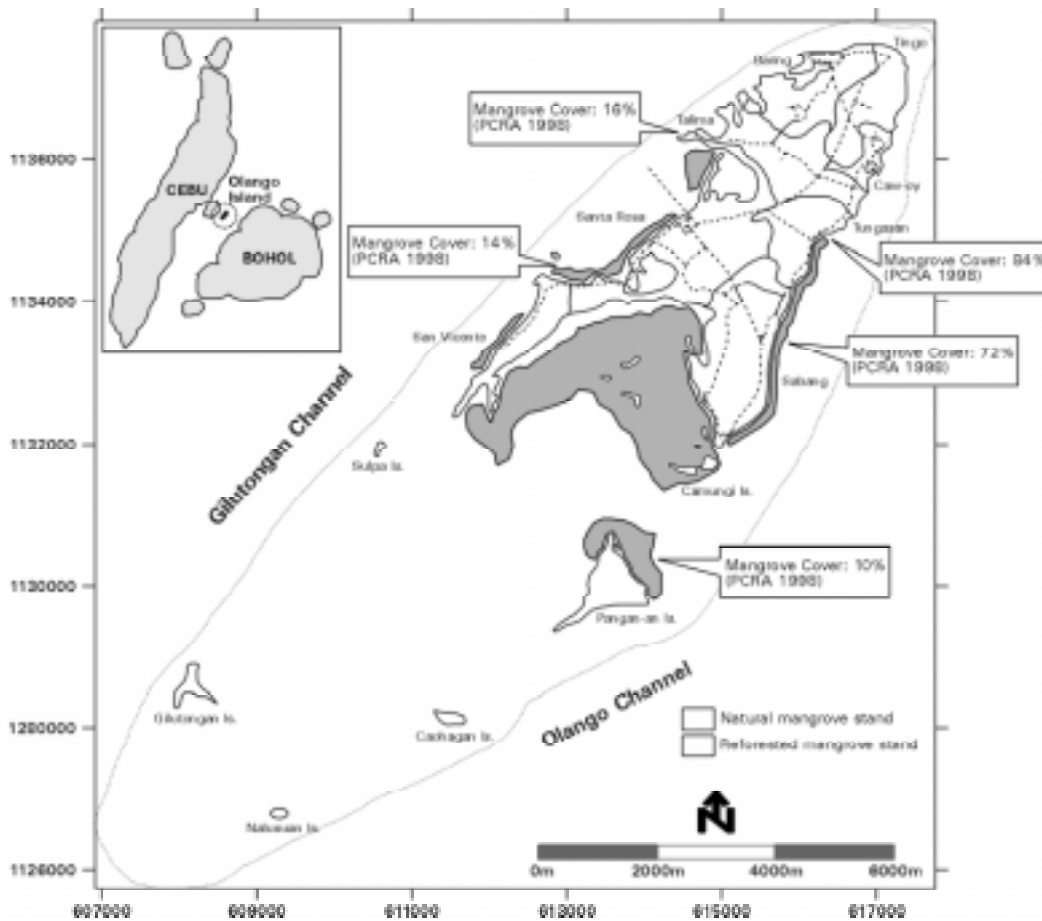 Tingo
Baring
Mangrove Cover: 16%
(PCRA 1998)
Talima
1136000
CEBU
Olango
Island
Caw-oy
Santa Rosa
Tungasan
Mangrove Cover: 14%
(PCRA 1998)
BOHOL
Mangrove Cover: 84%
(PCRA 1998)
1134000
San Vicente
Mangrove Cover: 72%
(PCRA 1998)
Sabang
Gilutongan Channel
1132000
Sulpa Is.
Camungi Is.
Mangrove Cover: 10%
(PCRA 1998)
1130000
Pangan-an Is.
Olango Channel
Gilutongan Is.
Natural mangrove stand
1280000
Caohagan Is.
Reforested mangrove stand
N
Nalusuan Is.
1126000
0m
2000m
4000m
6000m
607000
609000
611000
613000
615000
617000